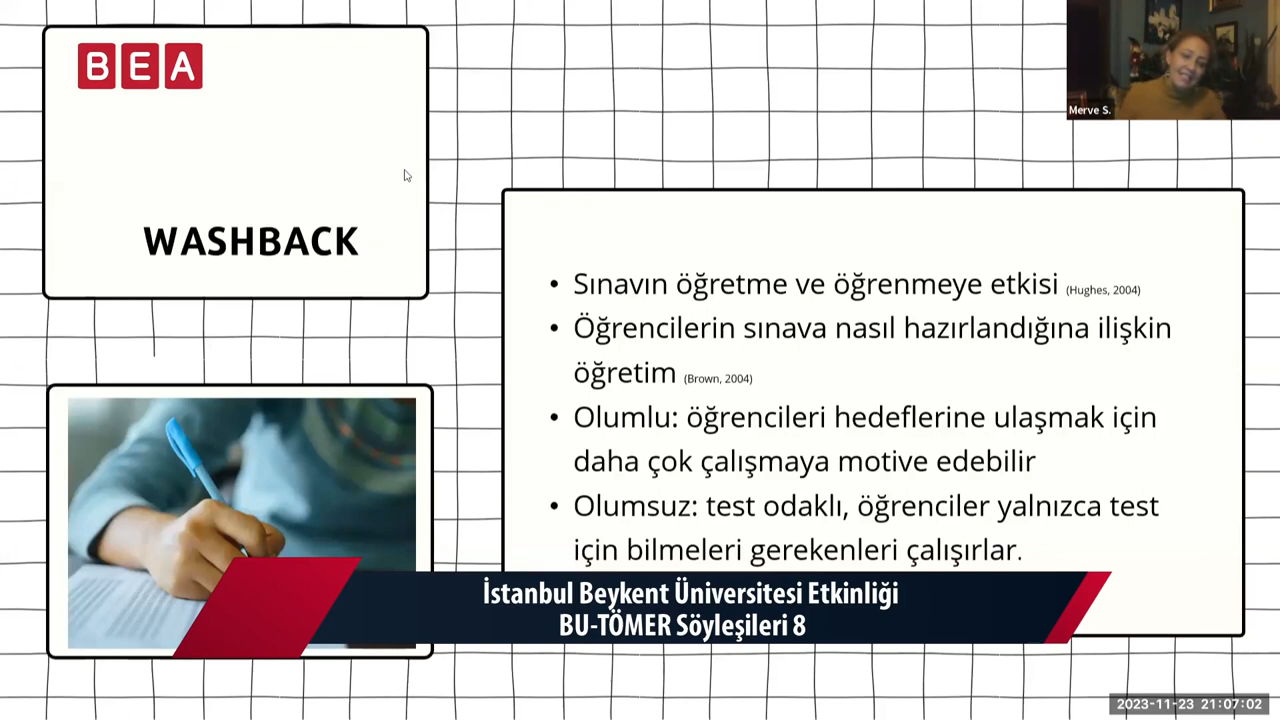 BEA
WASHBACK
Merve S.
• Sınavın öğretme ve öğrenmeye etkisi (Hughes, 2004)
• Öğrencilerin sınava nasıl hazırlandığına ilişkin
öğretim (Brown, 2004)
• Olumlu: öğrencileri hedeflerine ulaşmak için
daha çok çalışmaya motive edebilir
• Olumsuz: test odaklı, öğrenciler yalnızca test
için bilmeleri gerekenleri çalışırlar.
İstanbul Beykent Üniversitesi Etkinliği
BU-TÖMER Söyleşileri 8
2023-11-23 21:07:02